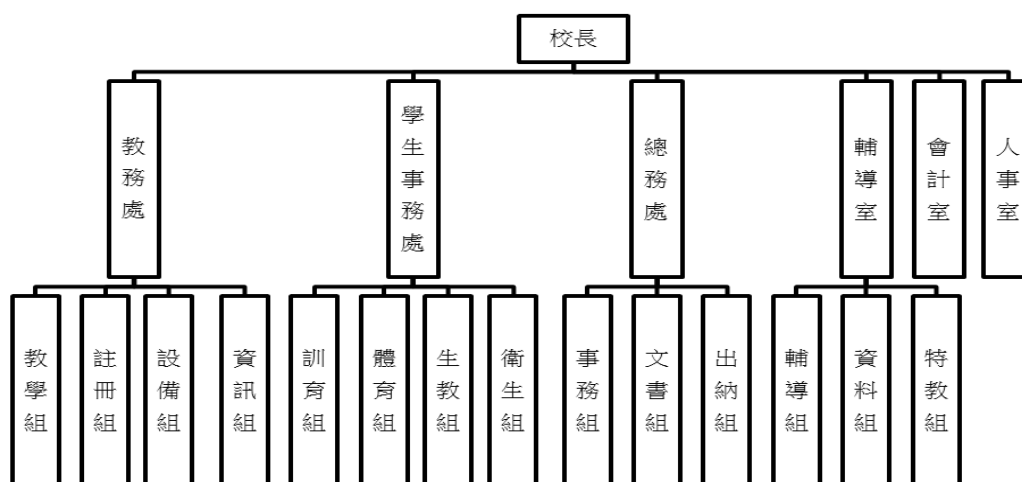 校長
教務處
學生事務處
總務處
輔導室
會計室
人事室
教學組
註冊組
設備組
資訊組
訓育組
體育組
生教組
衛生組
事務組
文書組
出納組
輔導組
資料組
特教組